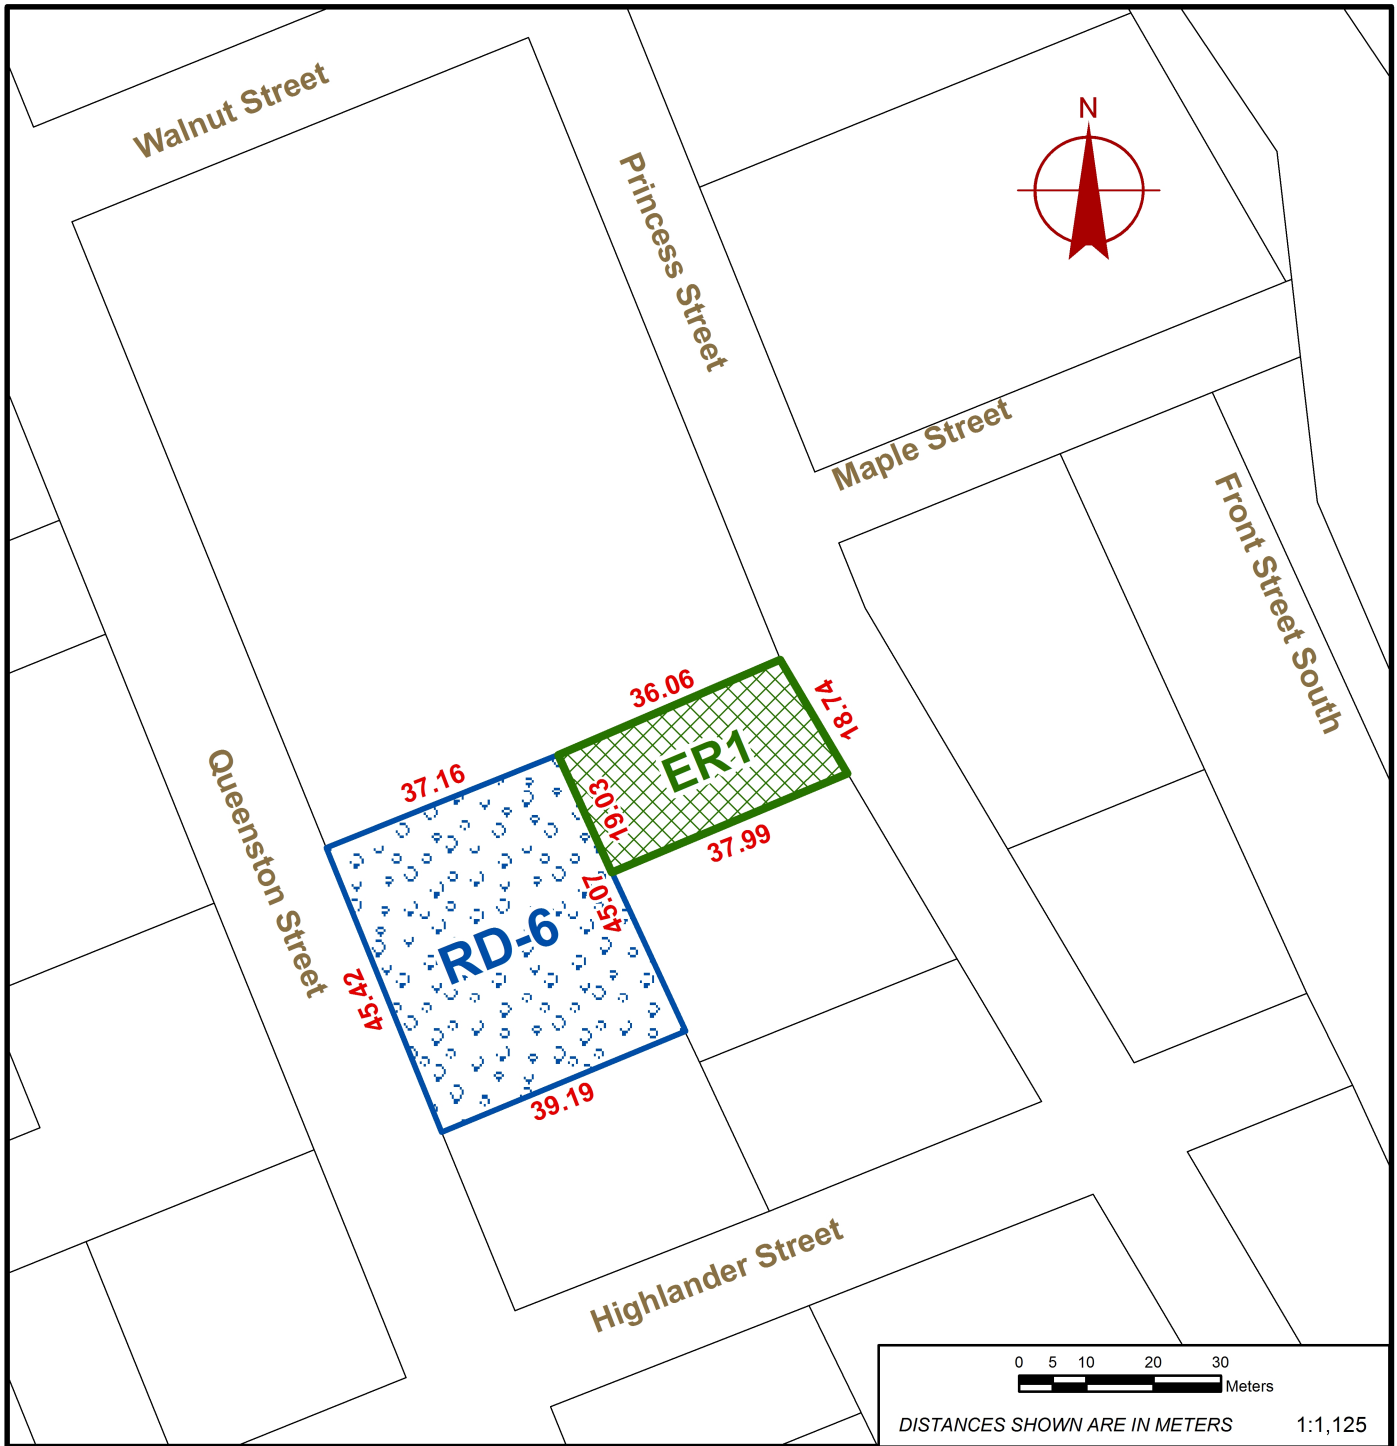 Walnut Street
N
Princess Street
Maple Street
Front Street South
36.06
18.74
ER1
37.16
19.03
37.99
Queenston Street
45.07
RD-6
45.42
39.19
Highlander Street
0 5 10 20 30
Meters
DISTANCES SHOWN ARE IN METERS 1:1,125